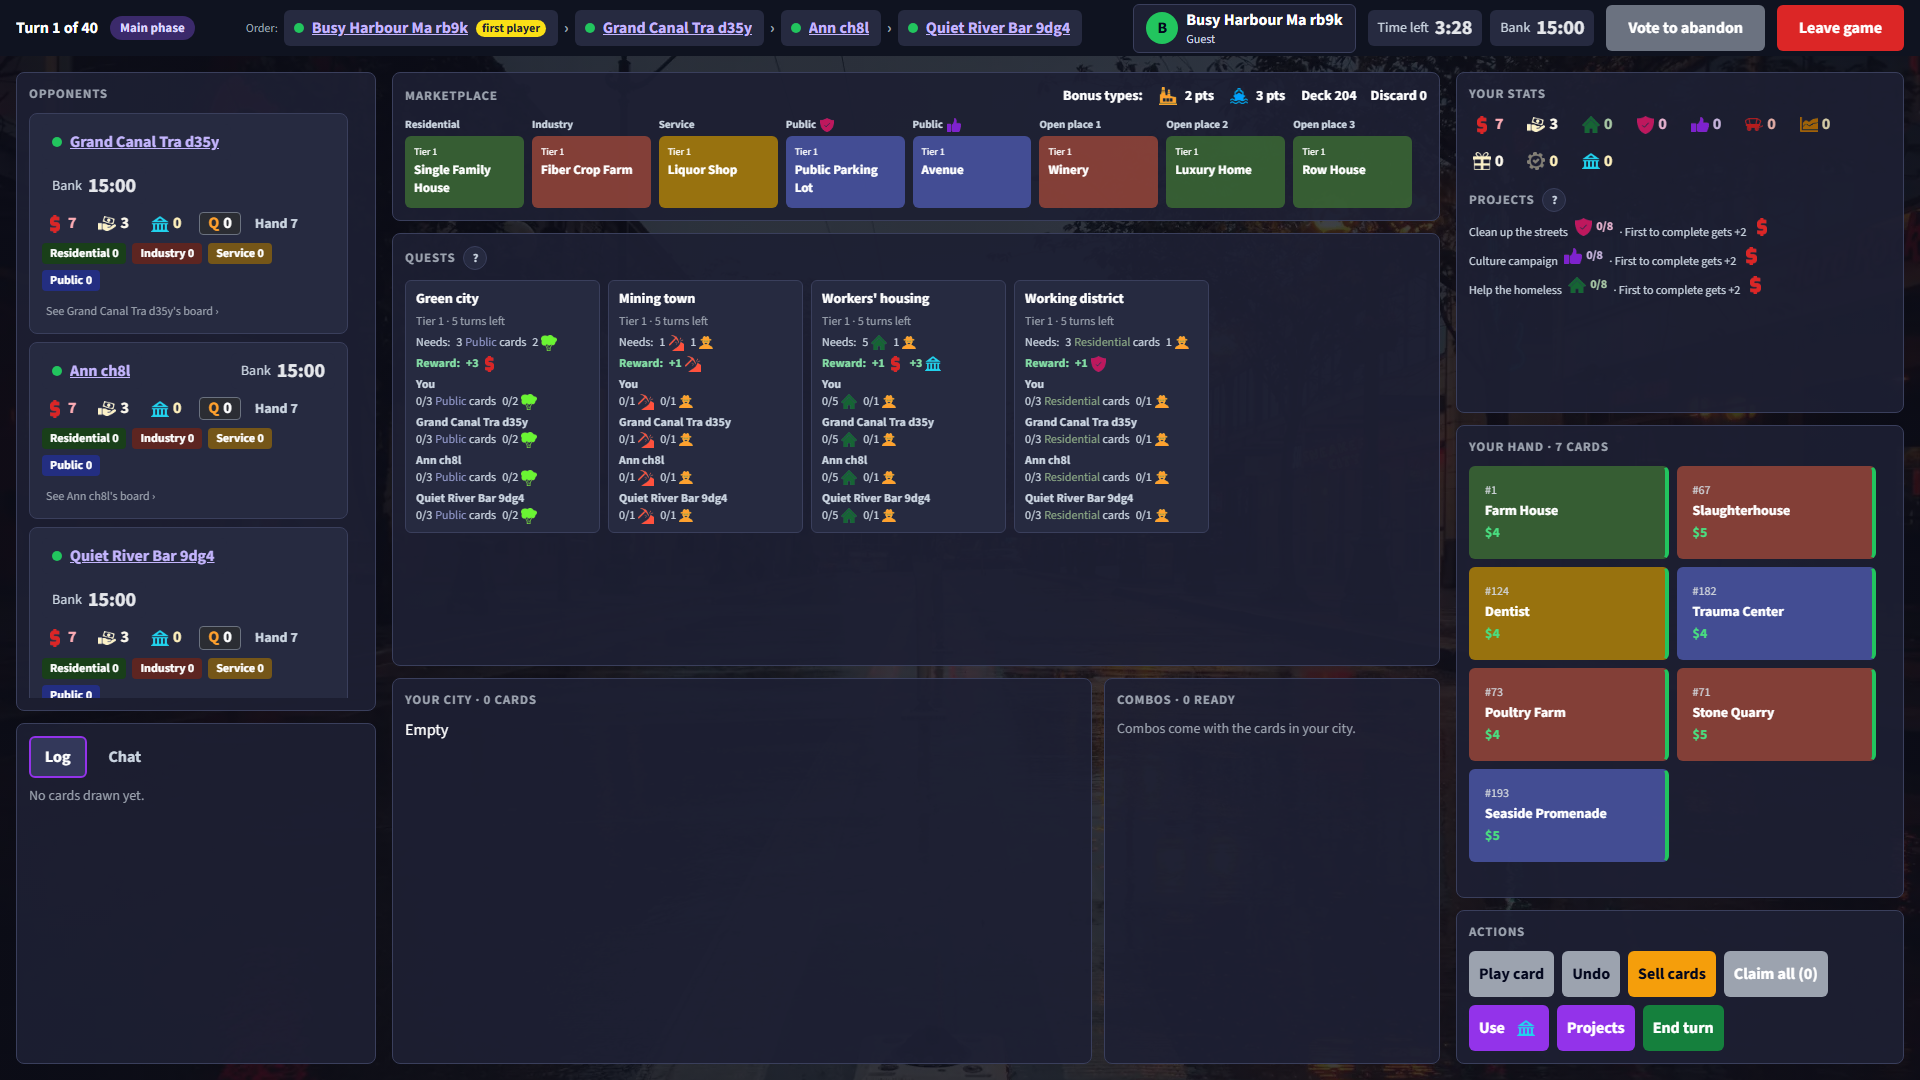 Turn 1 of 40 Main phase Order: Busy Harbour Ma rb9k first player › Grand Canal Tra d35y › Ann ch8l › Quiet River Bar 9dg4
B Busy Harbour Ma rb9k
Guest
Time left 3:28 Bank 15:00 Vote to abandon Leave game
OPPONENTS
Grand Canal Tra d35y
Bank 15:00
$ 7 3 0 Q 0 Hand 7
Residential 0 Industry 0 Service 0
Public 0
See Grand Canal Tra d35y's board ›
Ann ch8l Bank 15:00
$ 7 3 0 Q 0 Hand 7
Residential 0 Industry 0 Service 0
Public 0
See Ann ch8l's board ›
Quiet River Bar 9dg4
Bank 15:00
$ 7 3 0 Q 0 Hand 7
Residential 0 Industry 0 Service 0
Public 0
Log Chat
No cards drawn yet.
MARKETPLACE Bonus types: 2 pts 3 pts Deck 204 Discard 0
Residential Industry Service Public Public Open place 1 Open place 2 Open place 3
Tier 1 Tier 1 Tier 1 Tier 1 Tier 1 Tier 1 Tier 1 Tier 1
Single Family House
Fiber Crop Farm
Liquor Shop
Public Parking Lot
Avenue
Winery
Luxury Home
Row House
QUESTS ?
Green city
Tier 1 · 5 turns left
Needs: 3 Public cards 2
Reward: +3 $
You
0/3 Public cards 0/2
Grand Canal Tra d35y
0/3 Public cards 0/2
Ann ch8l
0/3 Public cards 0/2
Quiet River Bar 9dg4
0/3 Public cards 0/2
Mining town
Tier 1 · 5 turns left
Needs: 1 1
Reward: +1
You
0/1 0/1
Grand Canal Tra d35y
0/1 0/1
Ann ch8l
0/1 0/1
Quiet River Bar 9dg4
0/1 0/1
Workers' housing
Tier 1 · 5 turns left
Needs: 5 1
Reward: +1 $ +3
You
0/5 0/1
Grand Canal Tra d35y
0/5 0/1
Ann ch8l
0/5 0/1
Quiet River Bar 9dg4
0/5 0/1
Working district
Tier 1 · 5 turns left
Needs: 3 Residential cards 1
Reward: +1
You
0/3 Residential cards 0/1
Grand Canal Tra d35y
0/3 Residential cards 0/1
Ann ch8l
0/3 Residential cards 0/1
Quiet River Bar 9dg4
0/3 Residential cards 0/1
YOUR CITY · 0 CARDS
Empty
COMBOS · 0 READY
Combos come with the cards in your city.
YOUR STATS
$ 7 3 0 0 0 0 0
0 0 0
PROJECTS ?
Clean up the streets 0/8 · First to complete gets +2 $
Culture campaign 0/8 · First to complete gets +2 $
Help the homeless 0/8 · First to complete gets +2 $
YOUR HAND · 7 CARDS
#1
Farm House
$4
#67
Slaughterhouse
$5
#124
Dentist
$4
#182
Trauma Center
$4
#73
Poultry Farm
$4
#71
Stone Quarry
$5
#193
Seaside Promenade
$5
ACTIONS
Play card Undo Sell cards Claim all (0)
Use Projects End turn